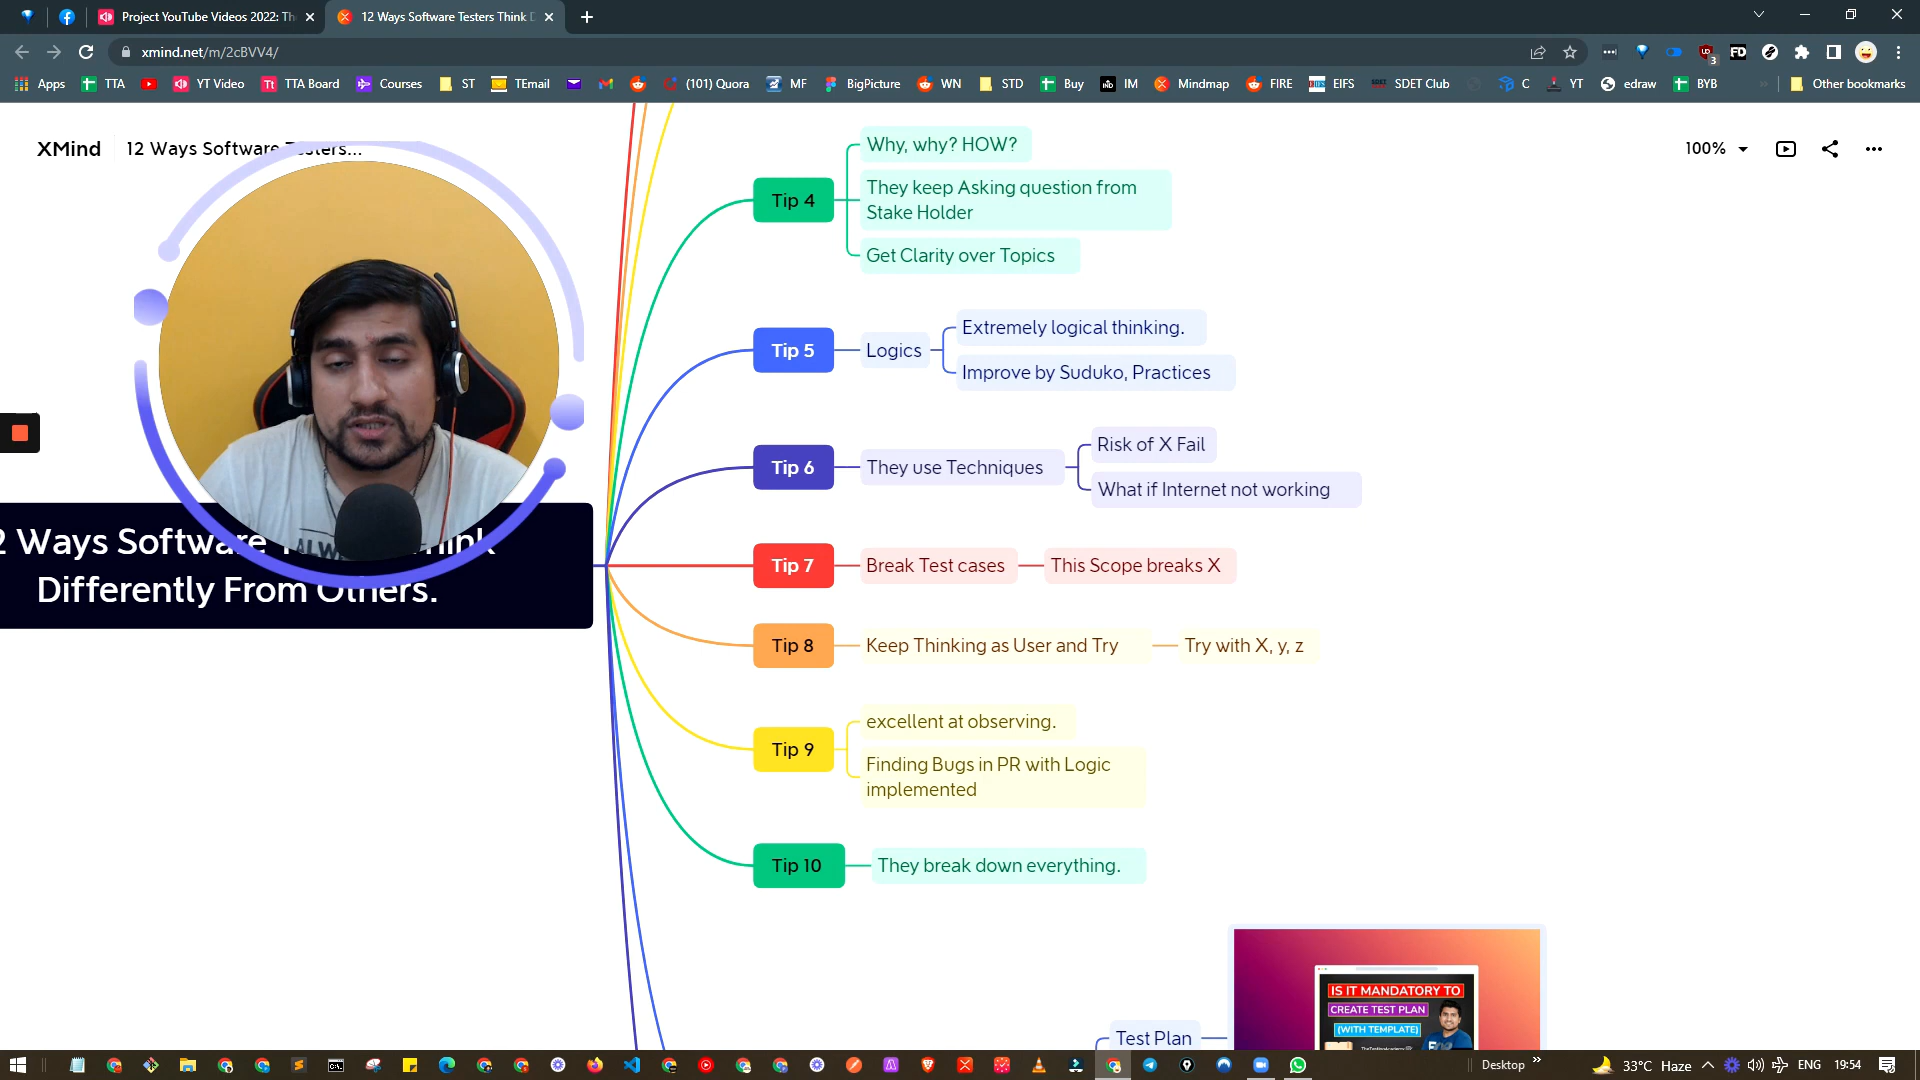 Project YouTube Videos 2022: Th
12 Ways Software Testers Think D
xmind.net/m/2cBVV4/
Apps
TTA
YT Video
TTA Board
Courses
ST
TEmail
(101) Quora
MF
BigPicture
WN
STD
Buy
IM
Mindmap
FIRE
EIFS
SDET Club
C
YT
edraw
BYB
Other bookmarks
XMind
12 Ways Software Testers...
100%
Why, why? HOW?
Tip 4
They keep Asking question from
Stake Holder
Get Clarity over Topics
Tip 5
Logics
Extremely logical thinking.
Improve by Suduko, Practices
Tip 6
They use Techniques
Risk of X Fail
What if Internet not working
2 Ways Software T hink
Differently From Others.
Tip 7
Break Test cases
This Scope breaks X
Tip 8
Keep Thinking as User and Try
Try with X, y, z
Tip 9
excellent at observing.
Finding Bugs in PR with Logic
implemented
Tip 10
They break down everything.
Test Plan
IS IT MANDATORY TO
CREATE TEST PLAN
(WITH TEMPLATE)
Desktop
33°C Haze
ENG
19:54